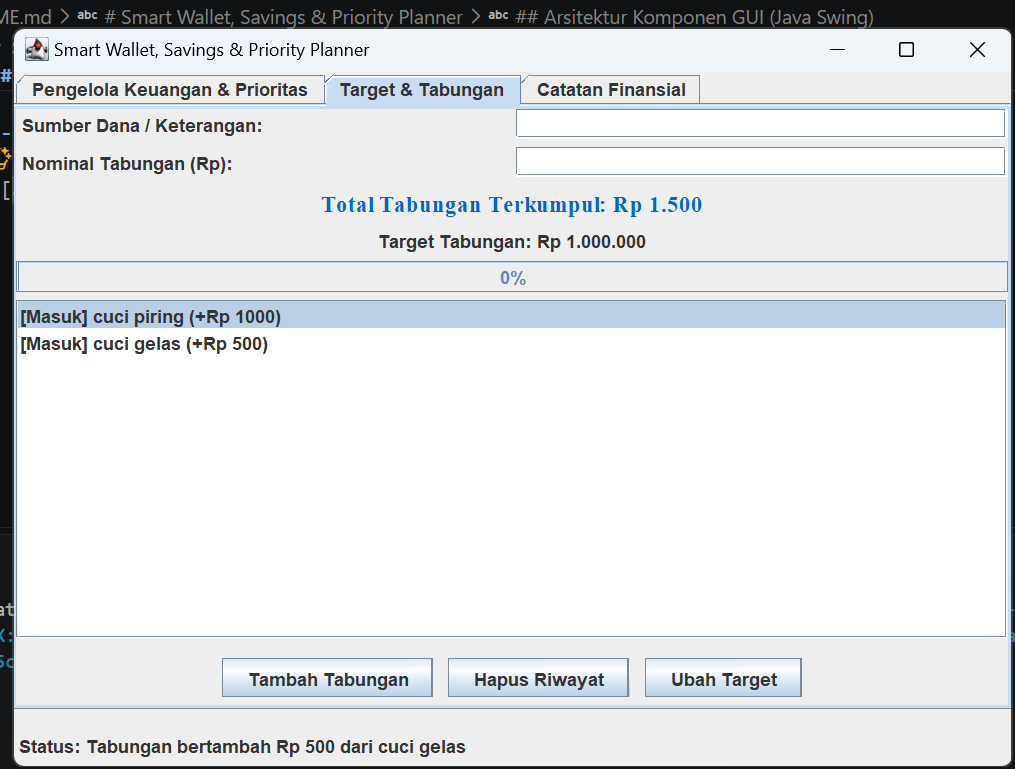 ME.md > abc # Smart Wallet, Savings & Priority Planner > abc ## Arsitektur Komponen GUI (Java Swing)
Smart Wallet, Savings & Priority Planner
#
Pengelola Keuangan & Prioritas Target & Tabungan Catatan Finansial
Sumber Dana / Keterangan:
Nominal Tabungan (Rp):
[
Total Tabungan Terkumpul: Rp 1.500
Target Tabungan: Rp 1.000.000
0%
[Masuk] cuci piring (+Rp 1000)
[Masuk] cuci gelas (+Rp 500)
Tambah Tabungan Hapus Riwayat Ubah Target
Status: Tabungan bertambah Rp 500 dari cuci gelas